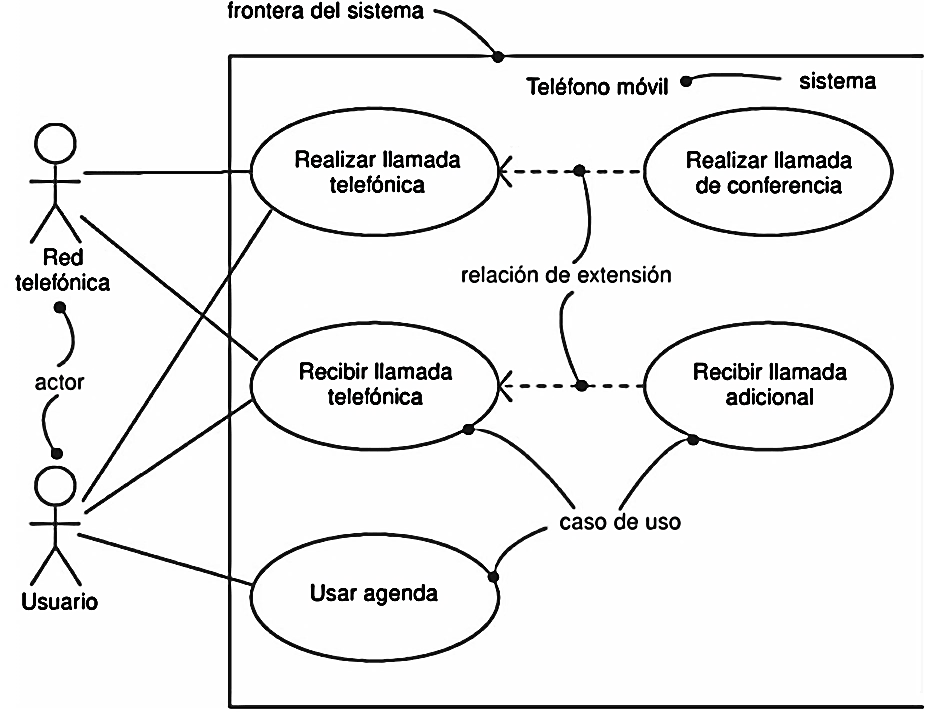 frontera del sistema
Teléfono móvil
sistema
Realizar llamada
telefónica
Realizar llamada
de conferencia
Red
telefónica
relación de extensión
actor
Recibir llamada
telefónica
Recibir llamada
adicional
caso de uso
Usar agenda
Usuario